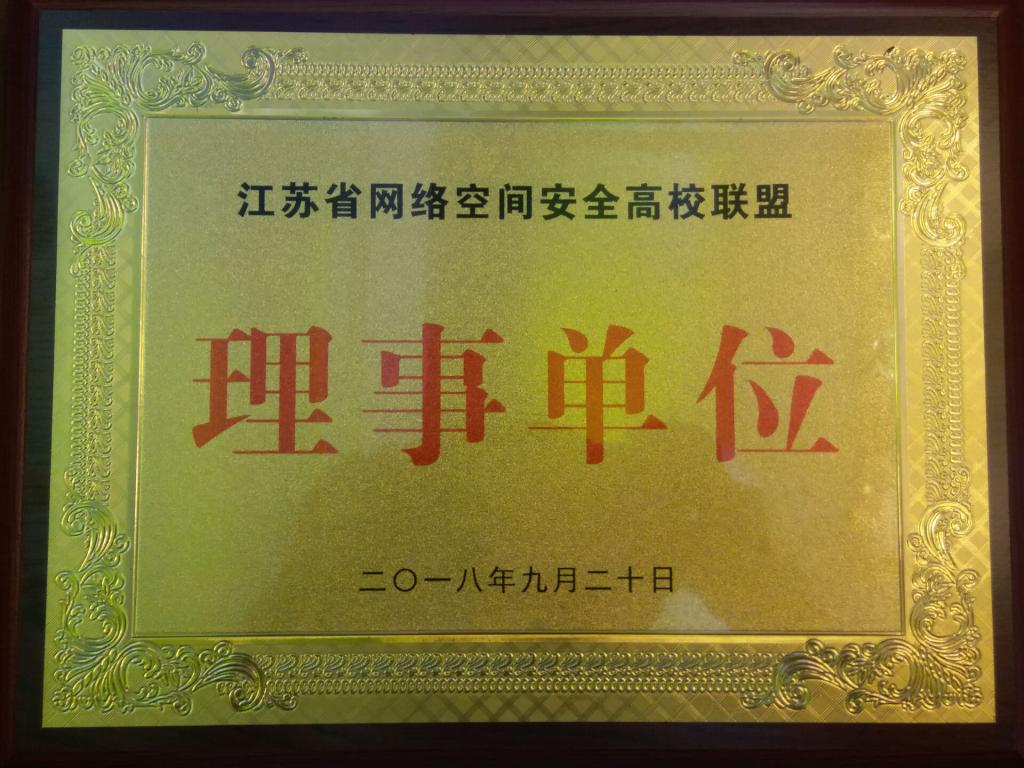 江苏省网络空间安全高校联盟
理事单位
二〇一八年九月二十日